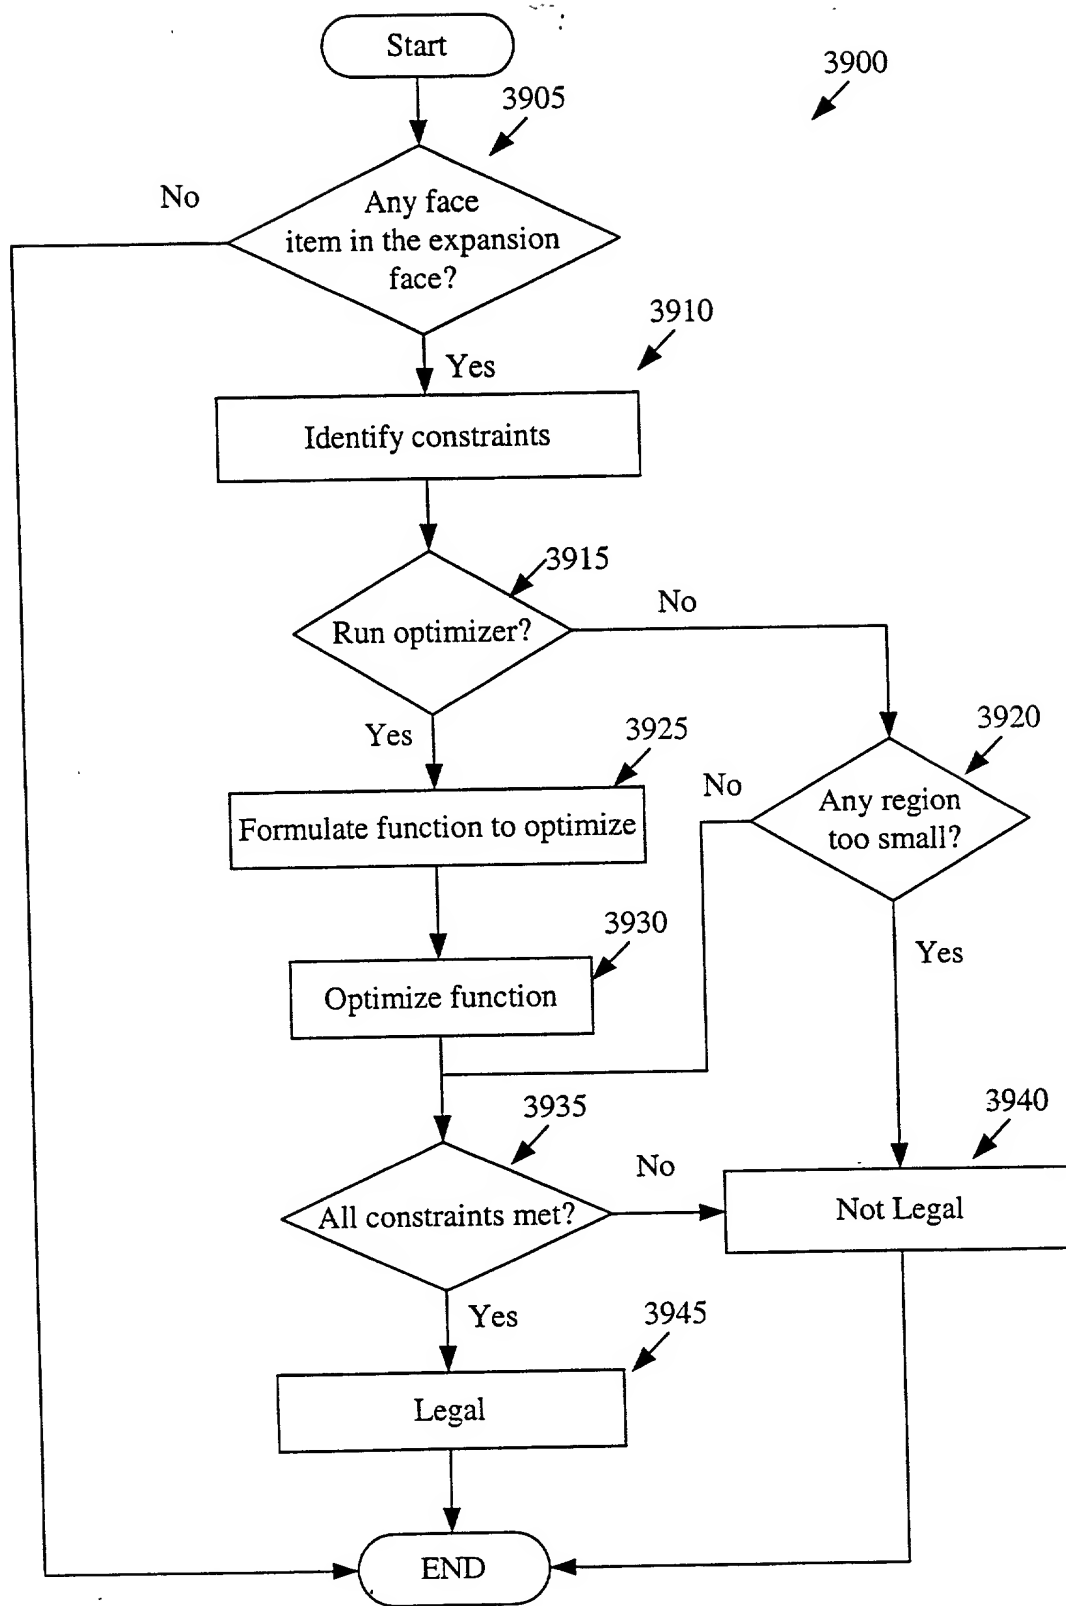 Start
3900
3905
No
Any face
item in the expansion
face?
3910
Yes
Identify constraints
3915
No
Run optimizer?
Yes
3925
3920
No
Any region
too small?
Formulate function to optimize
3930
Yes
Optimize function
3935
3940
No
All constraints met?
Not Legal
Yes
3945
Legal
END